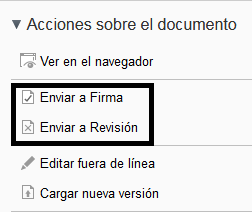 Acciones sobre el documento
Ver en el navegador
Enviar a Firma
Enviar a Revisión
Editar fuera de línea
Cargar nueva versión